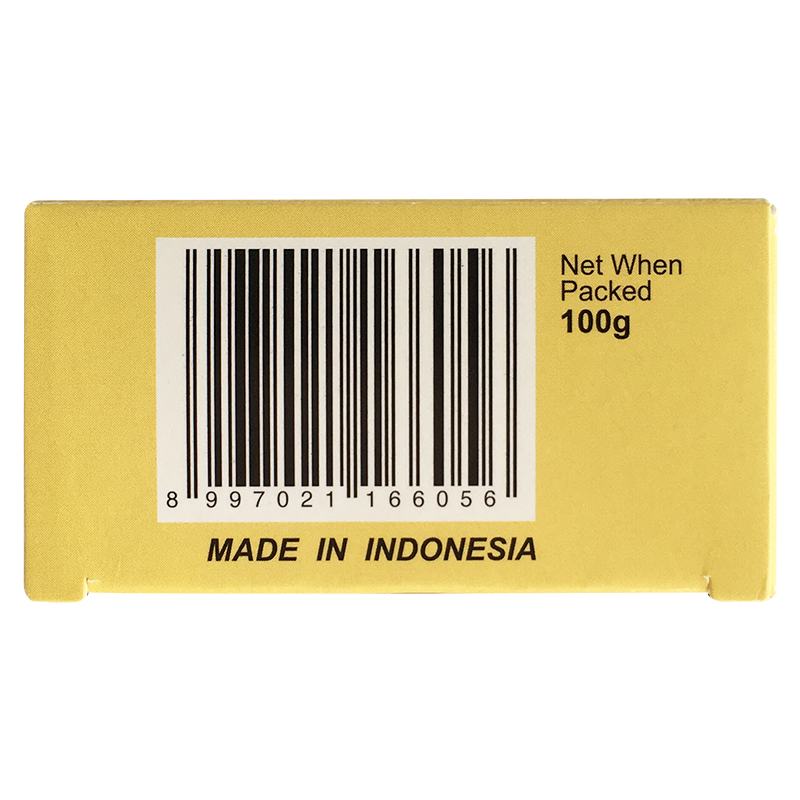 Net When
Packed
100g
8 997021 166056
MADE IN INDONESIA